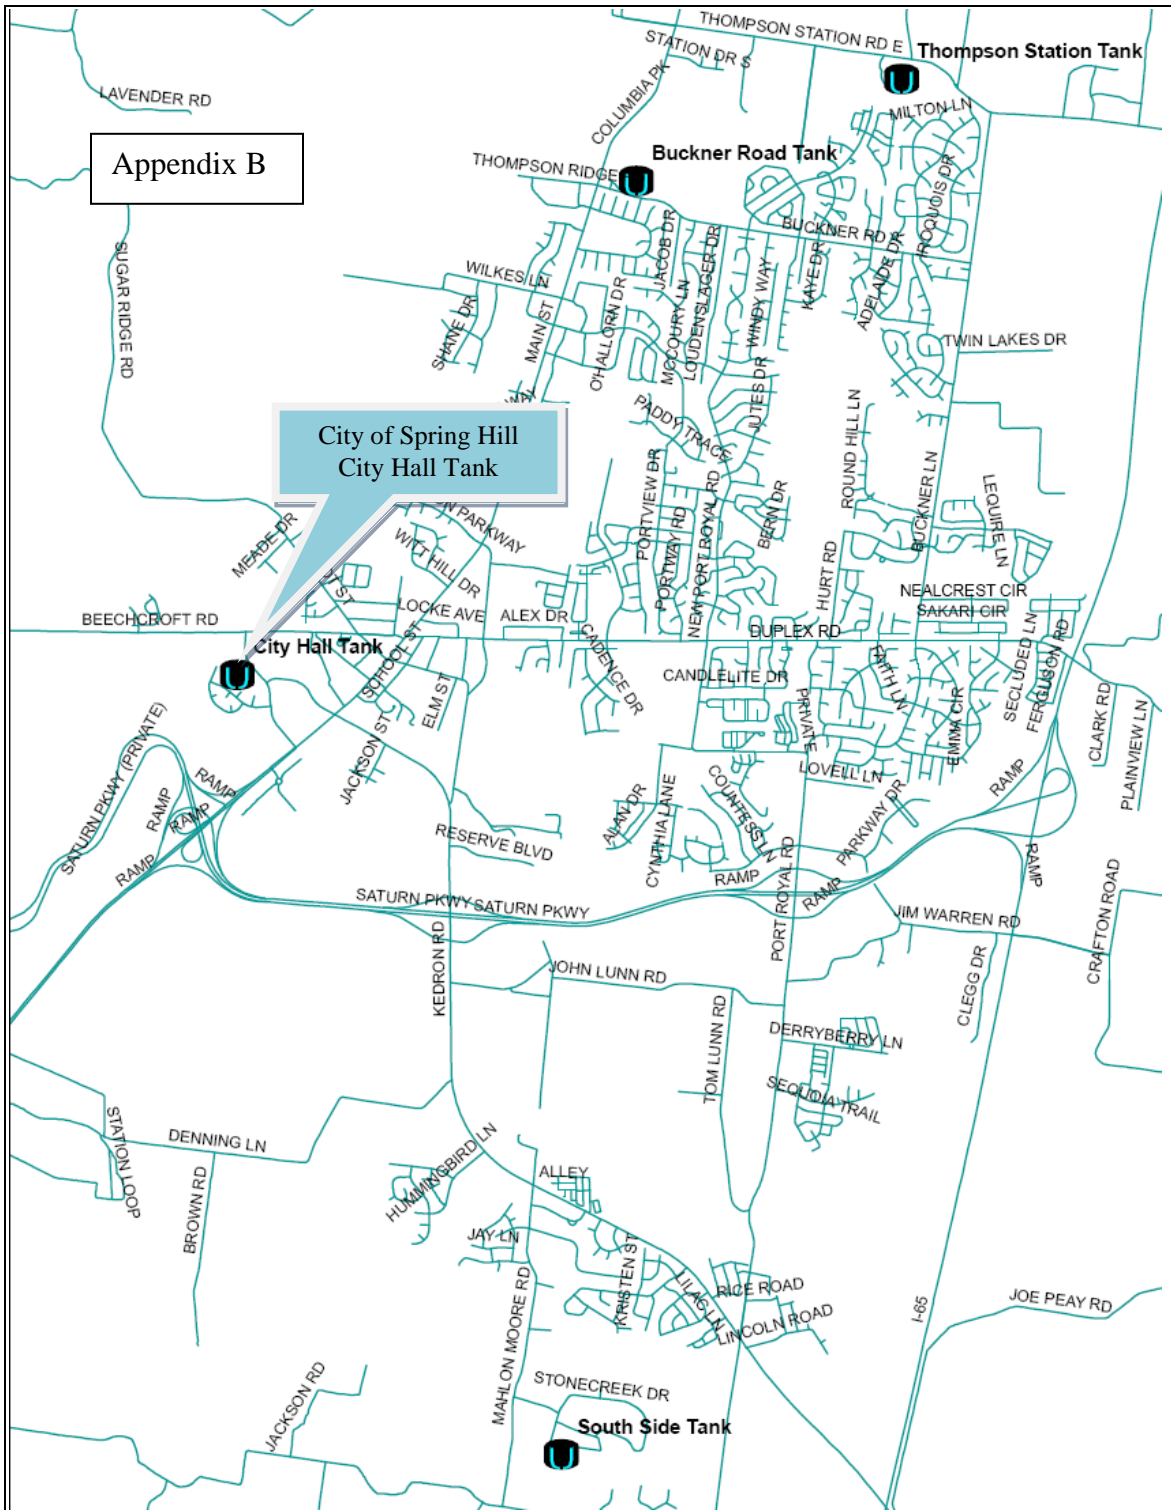 THOMPSON STATION RD E
STATION DR S
Thompson Station Tank
LAVENDER RD
COLUMBIA PK
MILTON LN
Appendix B
Buckner Road Tank
THOMPSON RIDGE
IROQUOIS DR
BUCKNER RD
JACOB DR
SUGAR RIDGE RD
LOUDENSLAGER DR
WINDY WAY
KAYE DR
ADELAIDE DR
WILKES LN
SHANE DR
MAIN ST
O'HALLORN DR
MCCOURY LN
TWIN LAKES DR
JUTES DR
PADDY TRACE
ROUND HILL LN
City of Spring Hill
City Hall Tank
PORTVIEW DR
PORTWAY RD
NEW PORT ROYAL RD
BERN DR
BUCKNER LN
LEQUIRE LN
PARKWAY
MEADE DR
WITT HILL DR
HURT RD
NEALCREST CIR
SAKARI CIR
BEECHCROFT RD
ST
LOCKE AVE
ALEX DR
DUPLEX RD
City Hall Tank
SCHOOL ST
CADENCE DR
CANDLELITE DR
FAITH LN
SECLUDED LN
FERGUSON RD
ELM ST
PRIVATE
EMMA CIR
CLARK RD
PLAINVIEW LN
SATURN PKWY (PRIVATE)
JACKSON ST
RAMP
RAMP
RAMP
RAMP
LOVELL LN
RAMP
COUNTESS LN
ALAN DR
CYNTHIA LANE
PARKWAY DR
RESERVE BLVD
PORT ROYAL RD
RAMP
RAMP
RAMP
SATURN PKWY
SATURN PKWY
JIM WARREN RD
CRAFTON ROAD
KEDRON RD
JOHN LUNN RD
CLEGG DR
TOM LUNN RD
DERRYBERRY LN
SEQUOIA TRAIL
STATION LOOP
DENNING LN
BROWN RD
HUMMINGBIRD LN
ALLEY
JAY LN
KRISTEN ST
LILAC LN
RICE ROAD
LINCOLN ROAD
I-65
JOE PEAY RD
MAHLON MOORE RD
JACKSON RD
STONECREEK DR
South Side Tank